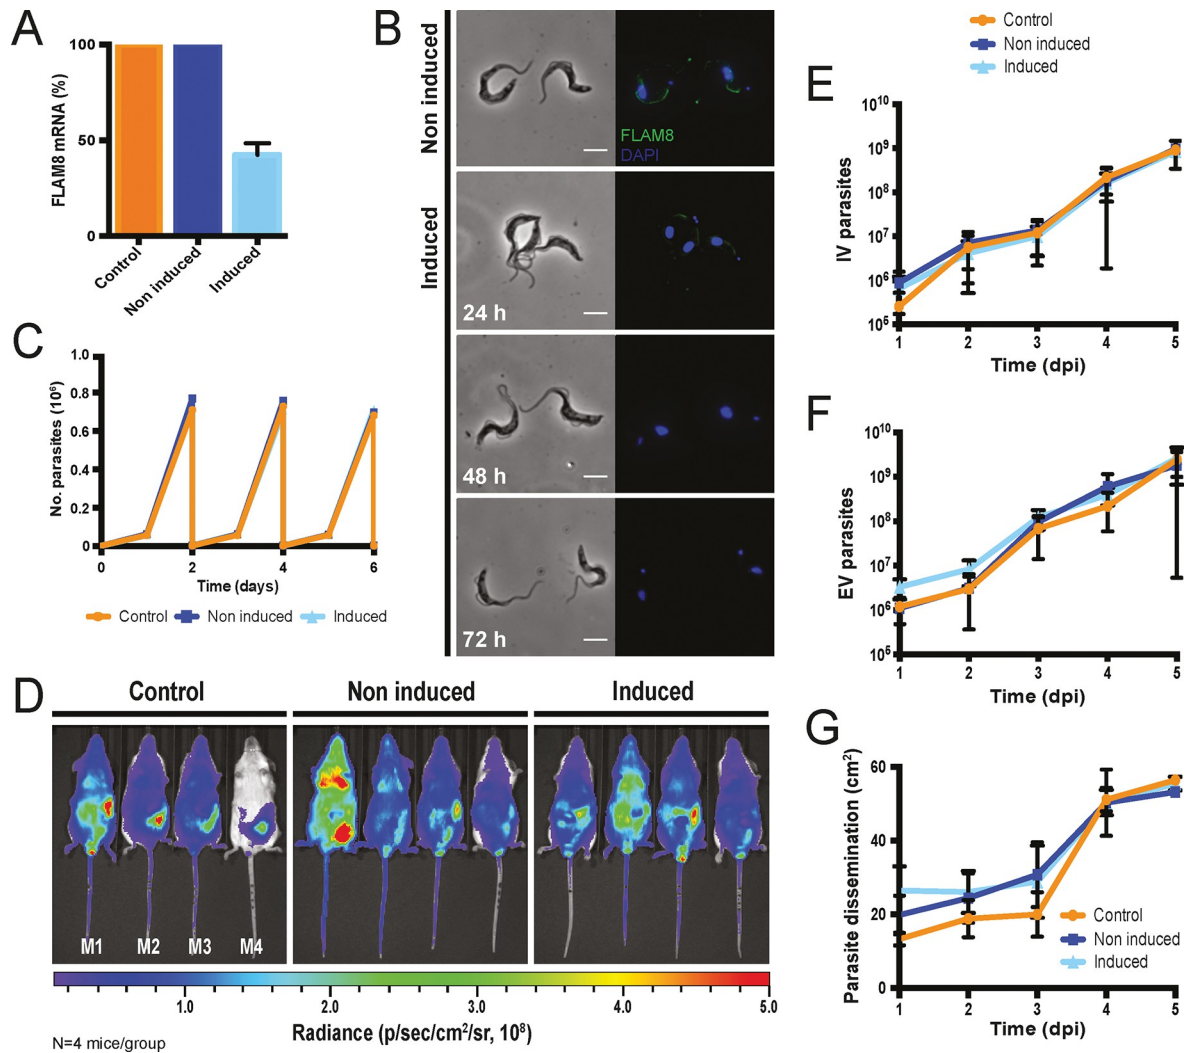 A
FLAM8 mRNA (%)
100
50
0
Control
Non induced
Induced
B
Non induced
Induced
FLAM8
DAPI
24 h
48 h
72 h
C
No. parasites (10⁶)
1.0
0.8
0.6
0.4
0.2
0
0 2 4 6
Time (days)
Control Non induced Induced
D
Control Non induced Induced
M1 M2 M3 M4
1.0 2.0 3.0 4.0 5.0
Radiance (p/sec/cm²/sr, 10⁸)
N=4 mice/group
Control
Non induced
Induced
E
IV parasites
10¹⁰
10⁹
10⁸
10⁷
10⁶
10⁵
1 2 3 4 5
Time (dpi)
F
EV parasites
10¹⁰
10⁹
10⁸
10⁷
10⁶
10⁵
1 2 3 4 5
Time (dpi)
G
Parasite dissemination (cm²)
60
40
20
0
Control
Non induced
Induced
1 2 3 4 5
Time (dpi)